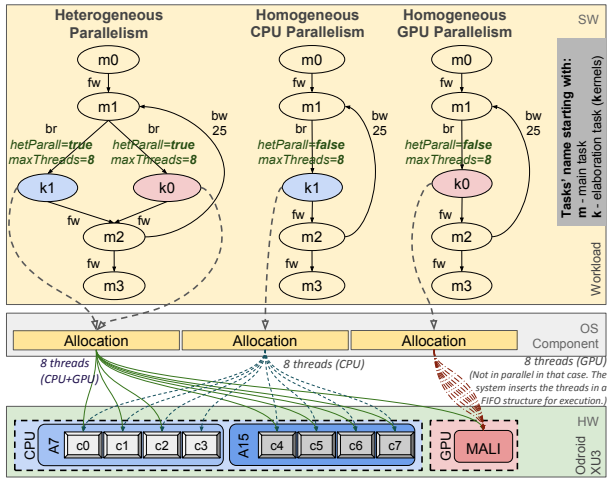 Heterogeneous
Parallelism
Homogeneous
CPU Parallelism
Homogeneous
GPU Parallelism
SW
m0
fw
m1
br
br
hetParall=true
maxThreads=8
hetParall=true
maxThreads=8
bw
25
k1
k0
fw
fw
m2
fw
m3
m0
fw
m1
br
hetParall=false
maxThreads=8
bw
25
k1
fw
m2
fw
m3
m0
fw
m1
br
hetParall=false
maxThreads=8
bw
25
k0
fw
m2
fw
m3
Tasks' name starting with:
m - main task
k - elaboration task (kernels)
Workload
Allocation
Allocation
Allocation
OS
Component
8 threads
(CPU+GPU)
8 threads (CPU)
8 threads (GPU)
(Not in parallel in that case. The
system inserts the threads in a
FIFO structure for execution.)
HW
CPU
A7
c0
c1
c2
c3
A15
c4
c5
c6
c7
GPU
MALI
Odroid
XU3